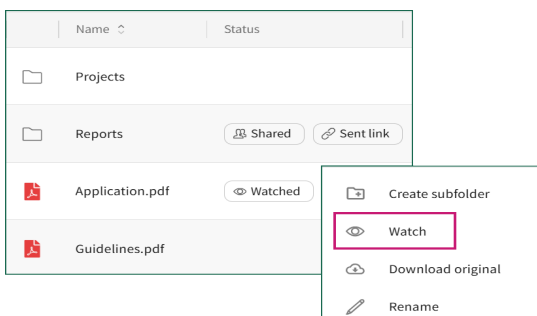 Name Status
Projects
Reports Shared Sent link
Application.pdf Watched
Guidelines.pdf
Create subfolder
Watch
Download original
Rename